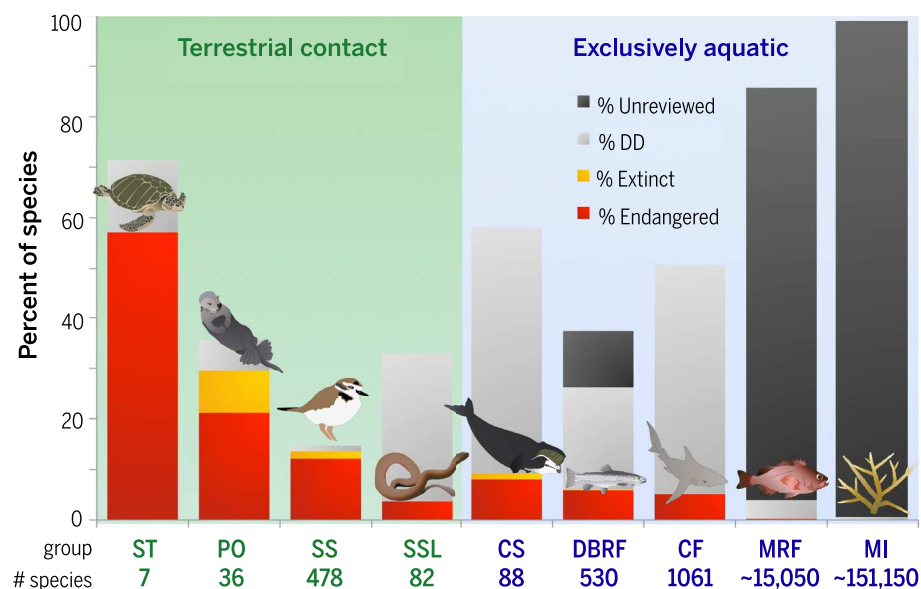 100
80
60
40
20
0
Percent of species
Terrestrial contact
Exclusively aquatic
% Unreviewed
% DD
% Extinct
% Endangered
group ST PO SS SSL CS DBRF CF MRF MI
# species 7 36 478 82 88 530 1061 ~15,050 ~151,150